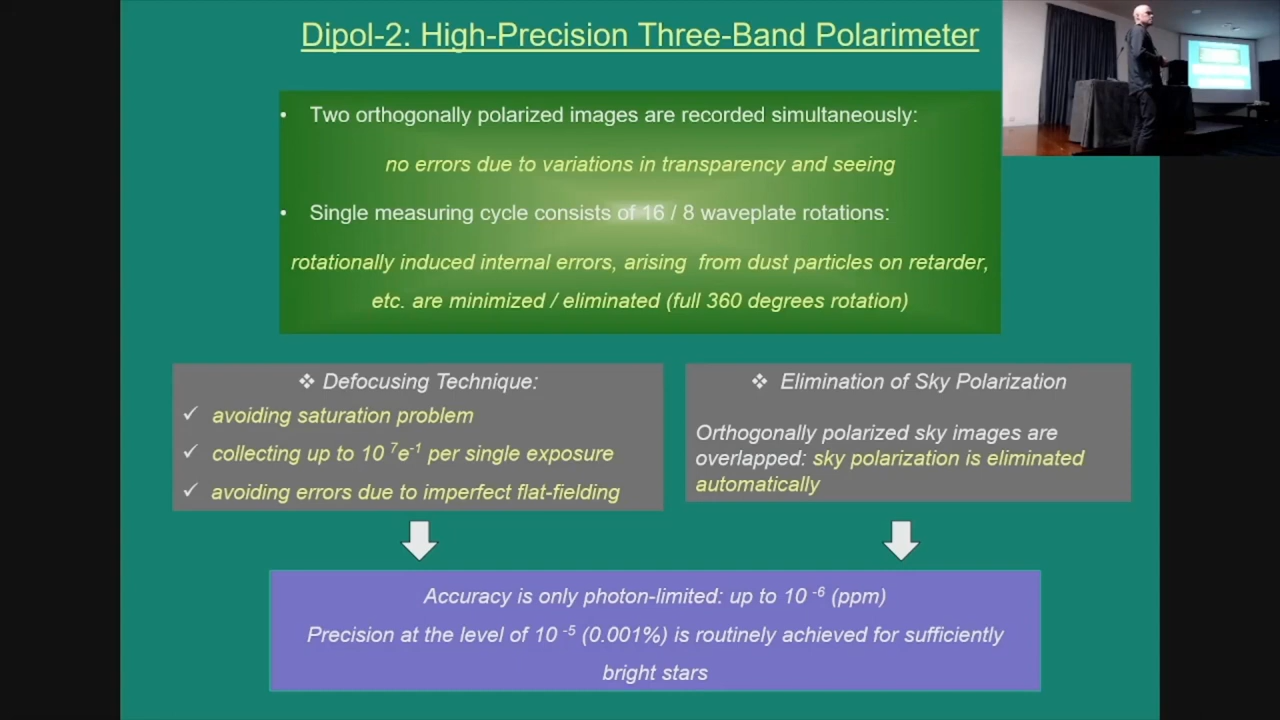 Dipol-2: High-Precision Three-Band Polarimeter
• Two orthogonally polarized images are recorded simultaneously:
no errors due to variations in transparency and seeing
• Single measuring cycle consists of 16 / 8 waveplate rotations:
rotationally induced internal errors, arising from dust particles on retarder,
etc. are minimized / eliminated (full 360 degrees rotation)
❖ Defocusing Technique:
✓ avoiding saturation problem
✓ collecting up to 10 ⁷e⁻¹ per single exposure
✓ avoiding errors due to imperfect flat-fielding
❖ Elimination of Sky Polarization
Orthogonally polarized sky images are
overlapped: sky polarization is eliminated
automatically
Accuracy is only photon-limited: up to 10 ⁻⁶ (ppm)
Precision at the level of 10 ⁻⁵ (0.001%) is routinely achieved for sufficiently
bright stars